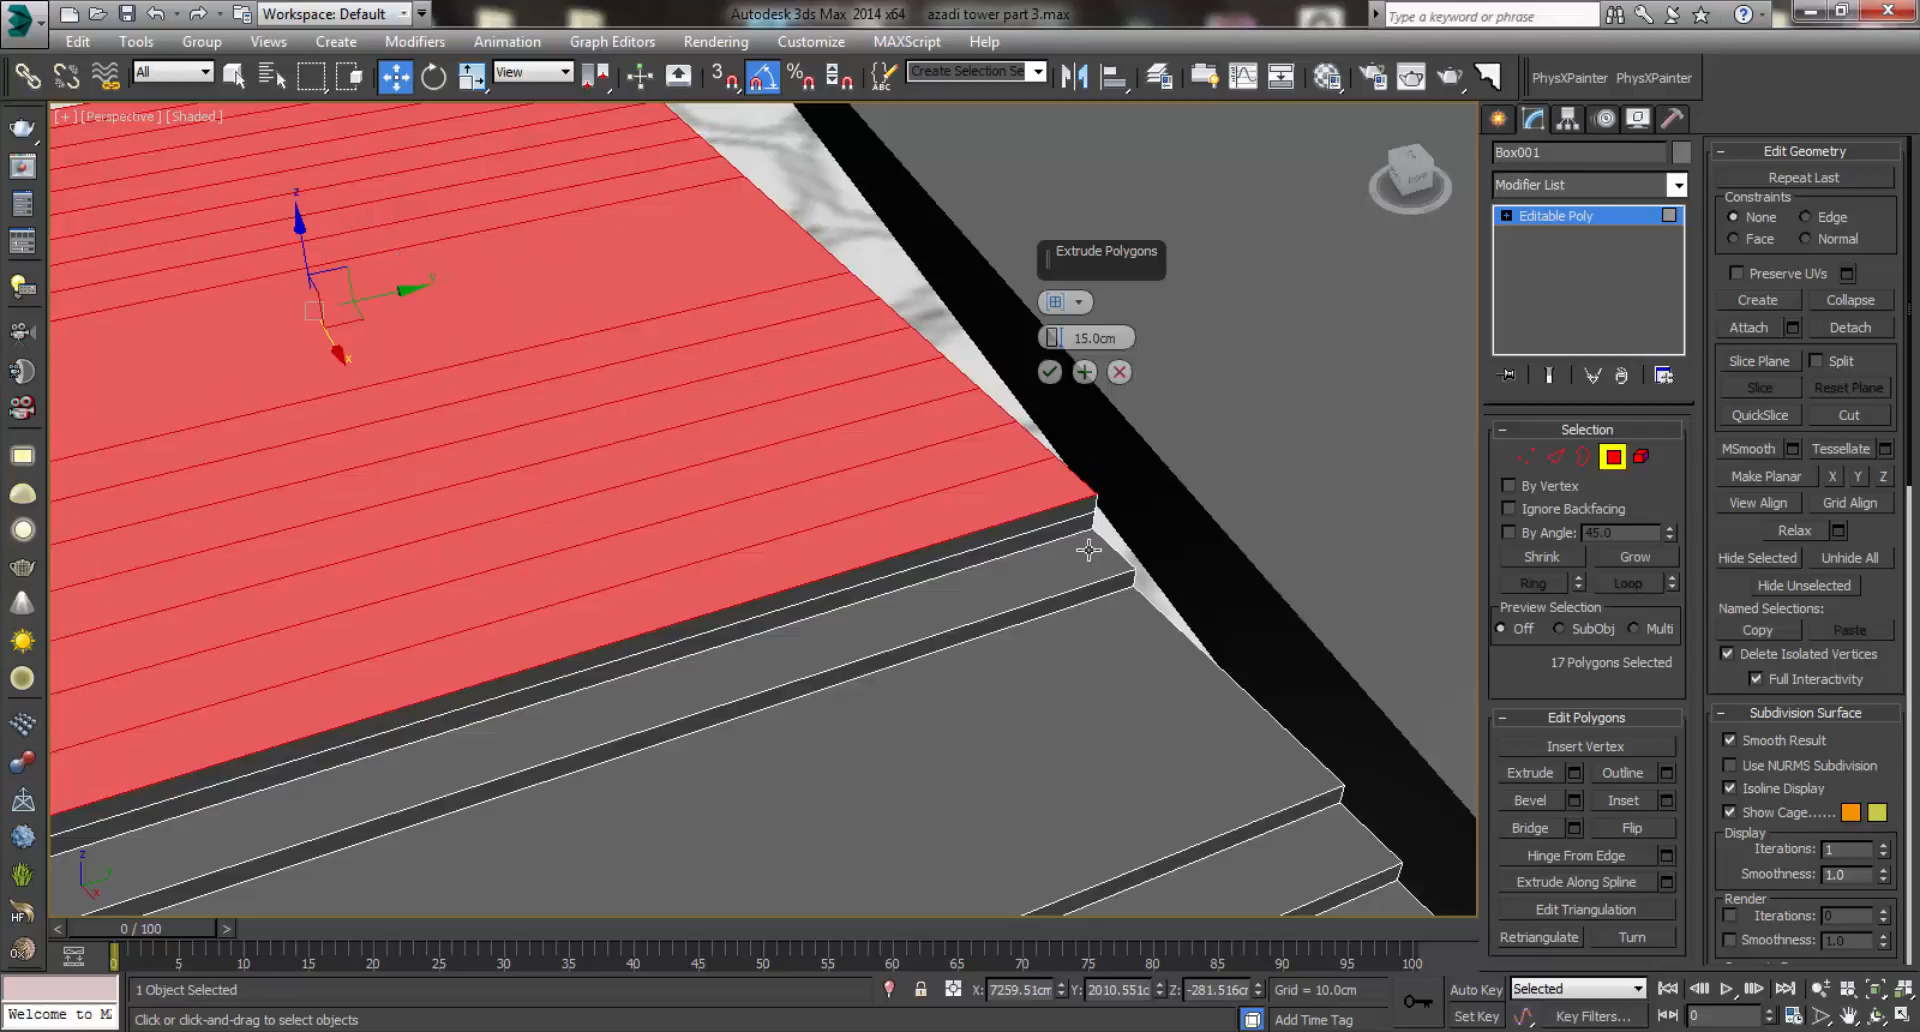 Workspace: Default
Autodesk 3ds Max 2014 x64 azadi tower part 3.max
Type a keyword or phrase
Edit Tools Group Views Create Modifiers Animation Graph Editors Rendering Customize MAXScript Help
All View 3 Create Selection Se PhysXPainter PhysXPainter
ABC
[+] [Perspective] [Shaded]
Extrude Polygons
15.0cm
z
y
x
Box001
Modifier List
Editable Poly
Selection
By Vertex
Ignore Backfacing
By Angle: 45.0
Shrink Grow
Ring Loop
Preview Selection
Off SubObj Multi
17 Polygons Selected
Edit Polygons
Insert Vertex
Extrude Outline
Bevel Inset
Bridge Flip
Hinge From Edge
Extrude Along Spline
Edit Triangulation
Retriangulate Turn
Edit Geometry
Repeat Last
Constraints
None Edge
Face Normal
Preserve UVs
Create Collapse
Attach Detach
Slice Plane Split
Slice Reset Plane
QuickSlice Cut
MSmooth Tessellate
Make Planar X Y Z
View Align Grid Align
Relax
Hide Selected Unhide All
Hide Unselected
Named Selections:
Copy Paste
Delete Isolated Vertices
Full Interactivity
Subdivision Surface
Smooth Result
Use NURMS Subdivision
Isoline Display
Show Cage......
Display
Iterations: 1
Smoothness: 1.0
Render
Iterations: 0
Smoothness: 1.0
HF
z
x
< 0 / 100 >
0 5 10 15 20 25 30 35 40 45 50 55 60 65 70 75 80 85 90 95 100
1 Object Selected X: 7259.51cm Y: 2010.551c Z: -281.516cr Grid = 10.0cm Auto Key Selected
Welcome to M
Click or click-and-drag to select objects Add Time Tag Set Key Key Filters... 0